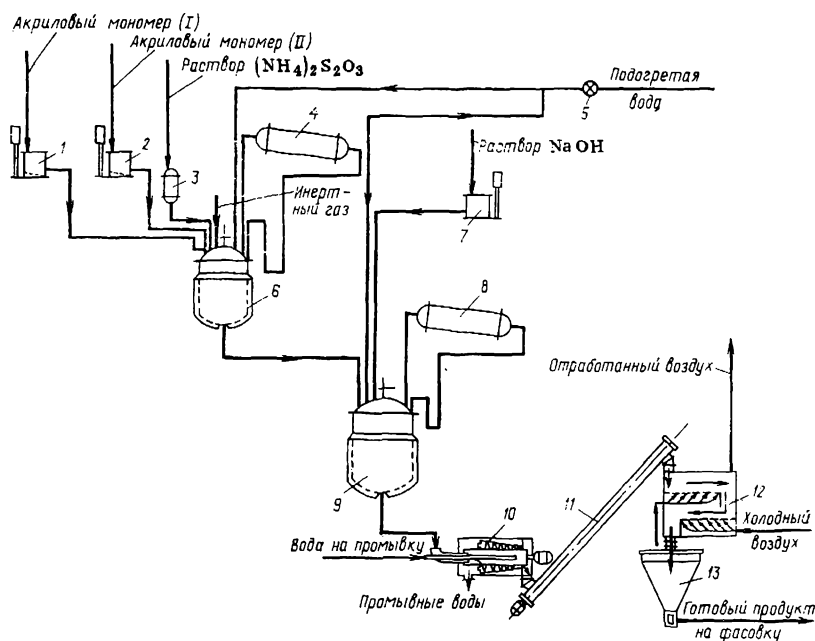 Акриловый мономер (I)
Акриловый мономер (II)
Раствор (NH4)2S2O3
Подогретая
вода
5
4
1
2
3
Раствор NaOH
Инерт-
ный газ
7
6
8
Отработанный воздух
9
10
11
12
Холодный
воздух
Вода на промывку
13
Промывные воды
Готовый продукт
на фасовку